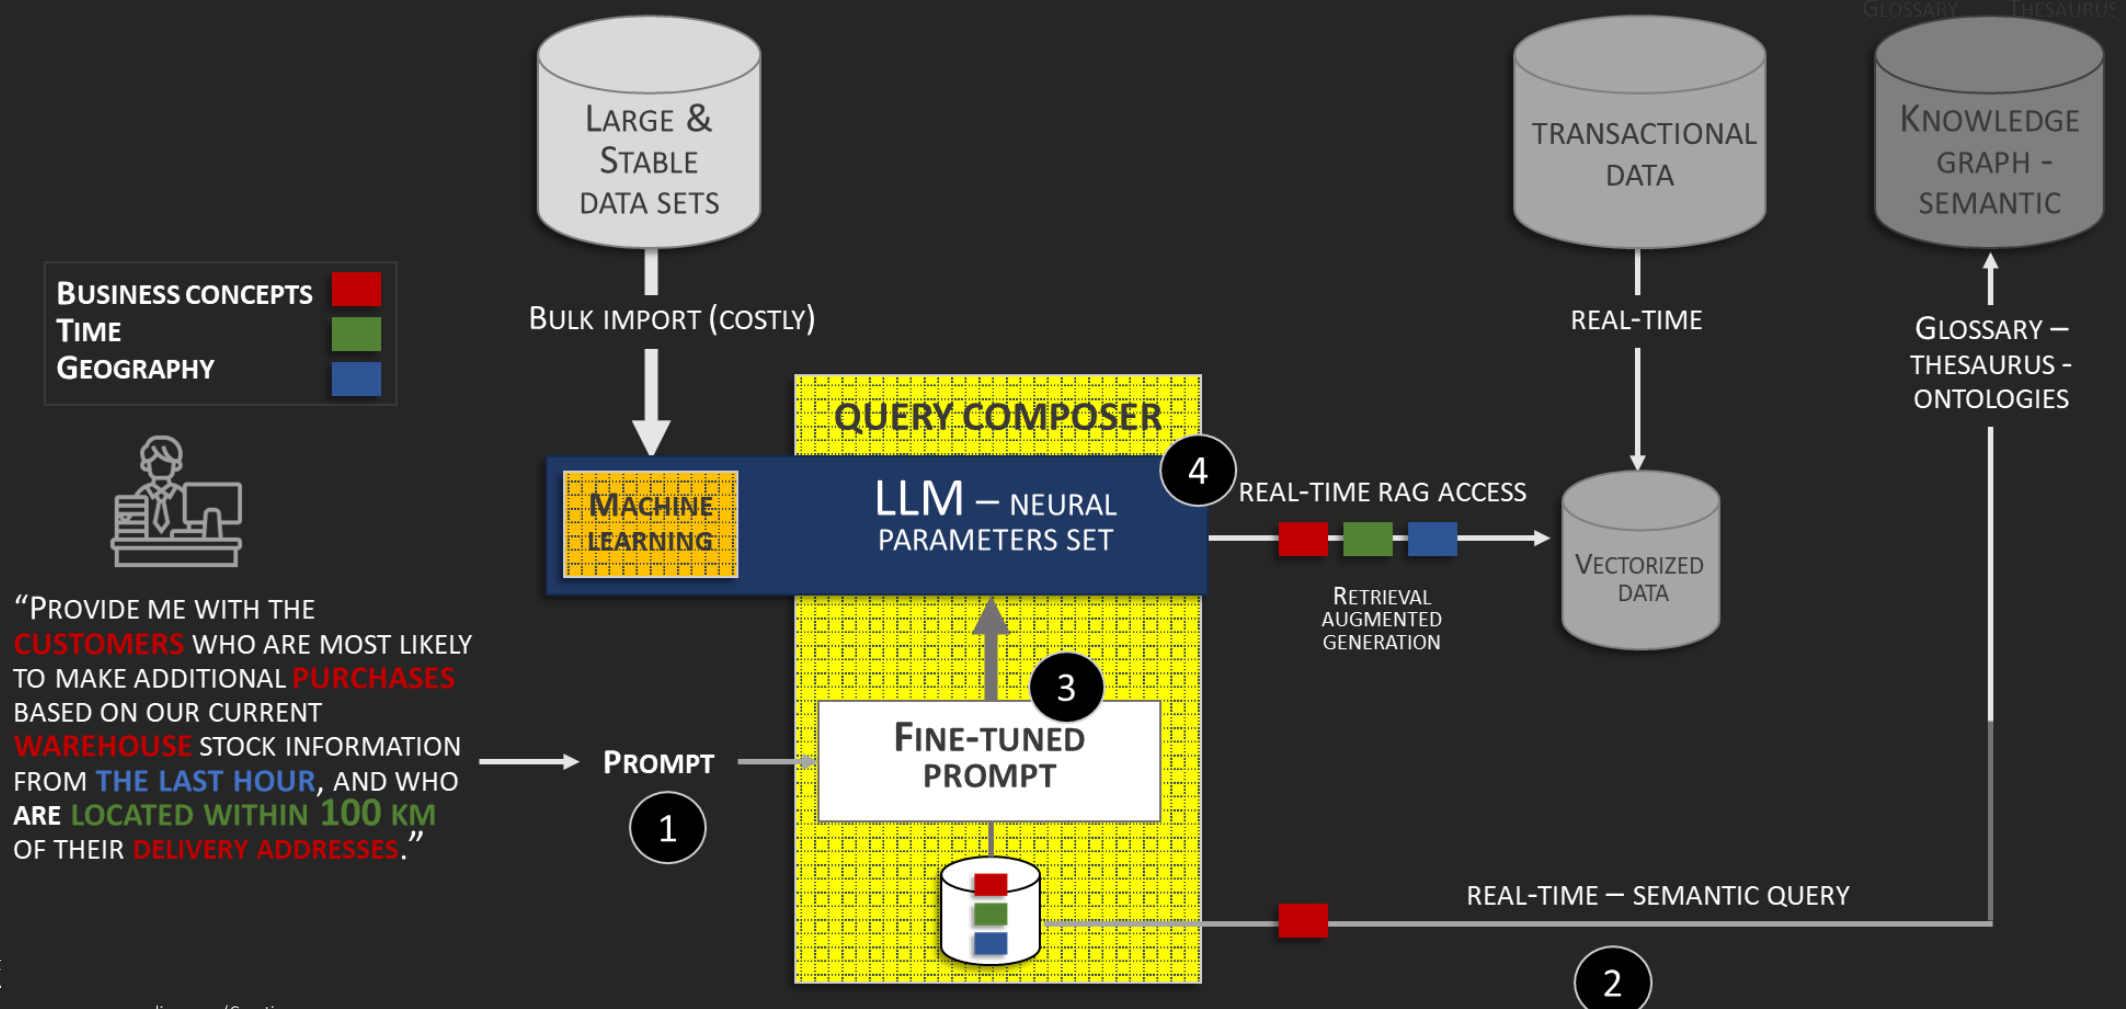 GLOSSARY THESAURUS
LARGE &
STABLE
DATA SETS
TRANSACTIONAL
DATA
KNOWLEDGE
GRAPH -
SEMANTIC
BUSINESS CONCEPTS
TIME
GEOGRAPHY
BULK IMPORT (COSTLY)
REAL-TIME
GLOSSARY –
THESAURUS -
ONTOLOGIES
QUERY COMPOSER
MACHINE
LEARNING
LLM – NEURAL
PARAMETERS SET
4
REAL-TIME RAG ACCESS
RETRIEVAL
AUGMENTED
GENERATION
VECTORIZED
DATA
“PROVIDE ME WITH THE
CUSTOMERS WHO ARE MOST LIKELY
TO MAKE ADDITIONAL PURCHASES
BASED ON OUR CURRENT
WAREHOUSE STOCK INFORMATION
FROM THE LAST HOUR, AND WHO
ARE LOCATED WITHIN 100 KM
OF THEIR DELIVERY ADDRESSES.”
PROMPT
1
3
FINE-TUNED
PROMPT
REAL-TIME – SEMANTIC QUERY
2